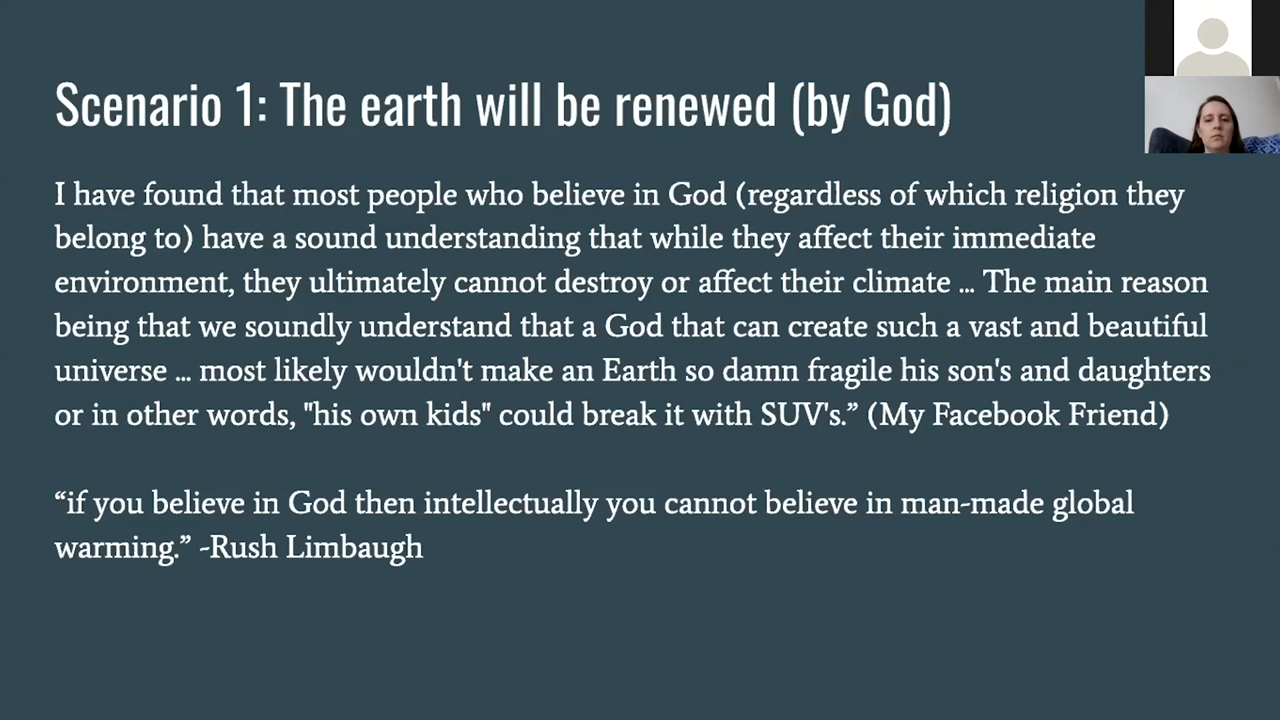 Scenario 1: The earth will be renewed (by God)
I have found that most people who believe in God (regardless of which religion they
belong to) have a sound understanding that while they affect their immediate
environment, they ultimately cannot destroy or affect their climate ... The main reason
being that we soundly understand that a God that can create such a vast and beautiful
universe ... most likely wouldn't make an Earth so damn fragile his son's and daughters
or in other words, "his own kids" could break it with SUV's.” (My Facebook Friend)
“if you believe in God then intellectually you cannot believe in man-made global
warming.” -Rush Limbaugh